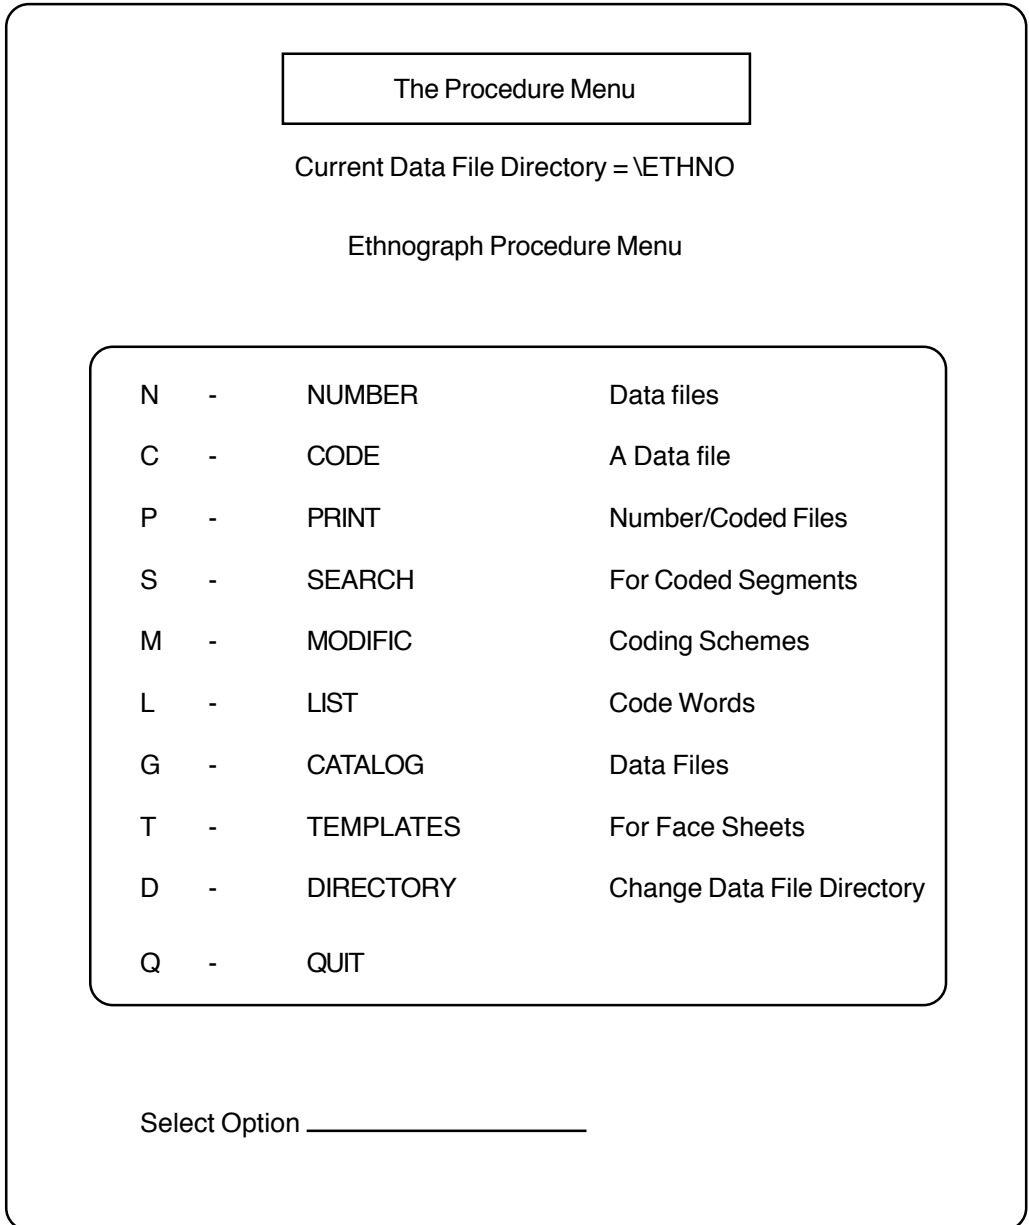 The Procedure Menu
Current Data File Directory = \ETHNO
Ethnograph Procedure Menu
N - NUMBER Data files
C - CODE A Data file
P - PRINT Number/Coded Files
S - SEARCH For Coded Segments
M - MODIFIC Coding Schemes
L - LIST Code Words
G - CATALOG Data Files
T - TEMPLATES For Face Sheets
D - DIRECTORY Change Data File Directory
Q - QUIT
Select Option